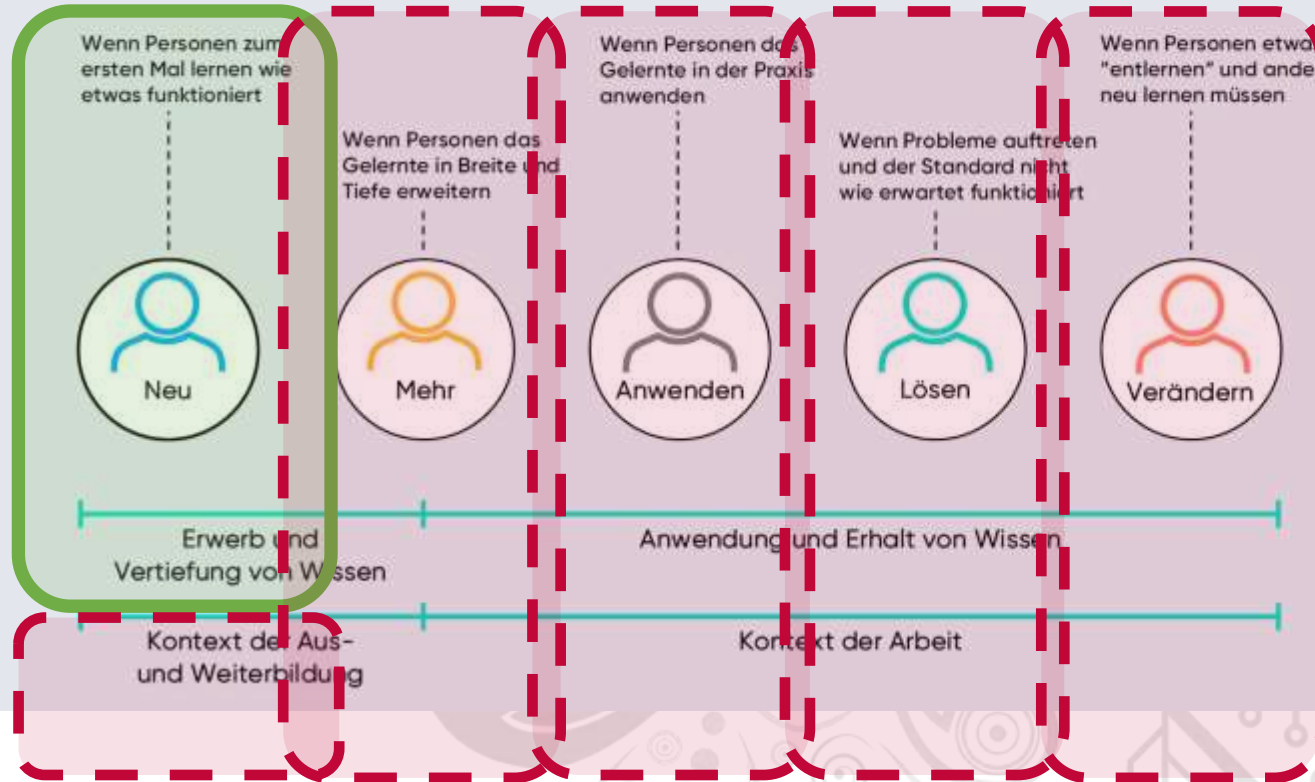 Wenn Personen zum
ersten Mal lernen wie
etwas funktioniert
Wenn Personen das
Gelernte in Breite und
Tiefe erweitern
Wenn Personen das
Gelernte in der Praxis
anwenden
Wenn Probleme auftreten
und der Standard nicht
wie erwartet funktioniert
Wenn Personen etwa
"entlernen" und ande
neu lernen müssen
Neu
Mehr
Anwenden
Lösen
Verändern
Erwerb und
Vertiefung von Wissen
Anwendung und Erhalt von Wissen
Kontext der Aus-
und Weiterbildung
Kontext der Arbeit